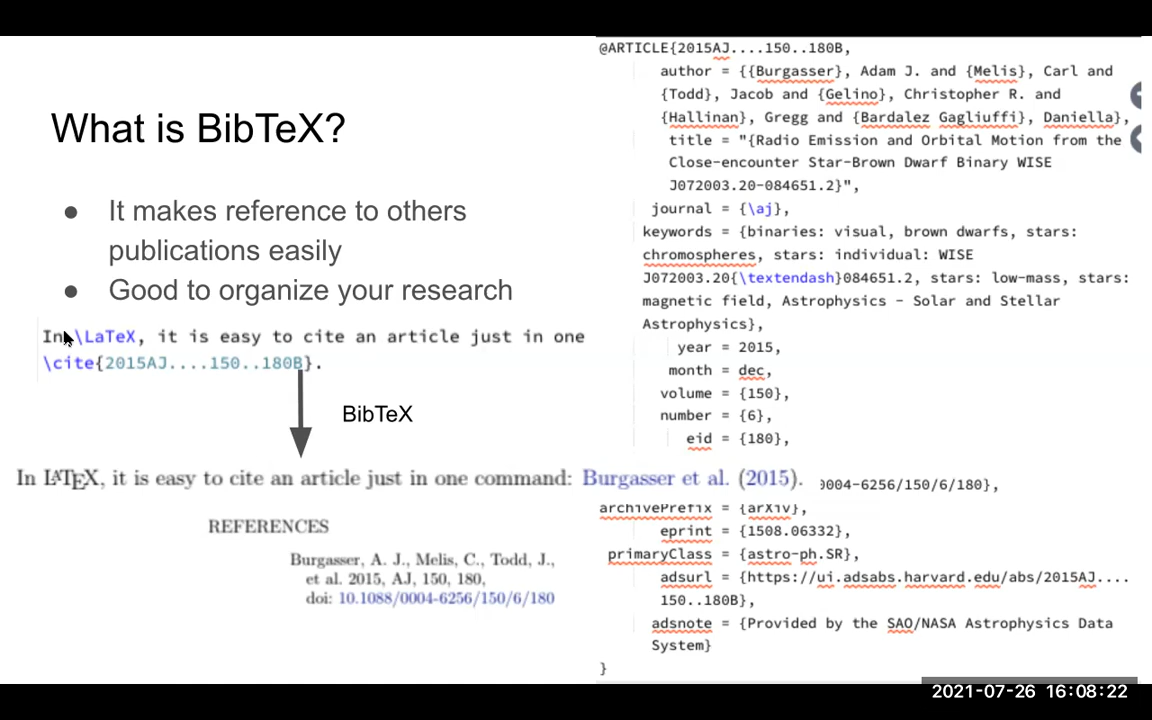 What is BibTeX?
● It makes reference to others
publications easily
● Good to organize your research
In \LaTeX, it is easy to cite an article just in one
\cite{2015AJ....150..180B}.
BibTeX
In LATEX, it is easy to cite an article just in one command: Burgasser et al. (2015).
REFERENCES
Burgasser, A. J., Melis, C., Todd, J.,
et al. 2015, AJ, 150, 180,
doi: 10.1088/0004-6256/150/6/180
@ARTICLE{2015AJ....150..180B,
author = {{Burgasser}, Adam J. and {Melis}, Carl and
{Todd}, Jacob and {Gelino}, Christopher R. and
{Hallinan}, Gregg and {Bardalez Gagliuffi}, Daniella},
title = "{Radio Emission and Orbital Motion from the
Close-encounter Star-Brown Dwarf Binary WISE
J072003.20-084651.2}",
journal = {\aj},
keywords = {binaries: visual, brown dwarfs, stars:
chromospheres, stars: individual: WISE
J072003.20{\textendash}084651.2, stars: low-mass, stars:
magnetic field, Astrophysics - Solar and Stellar
Astrophysics},
year = 2015,
month = dec,
volume = {150},
number = {6},
eid = {180},
0004-6256/150/6/180},
archivePrefix = {arXiv},
eprint = {1508.06332},
primaryClass = {astro-ph.SR},
adsurl = {https://ui.adsabs.harvard.edu/abs/2015AJ....
150..180B},
adsnote = {Provided by the SAO/NASA Astrophysics Data
System}
}
2021-07-26 16:08:22